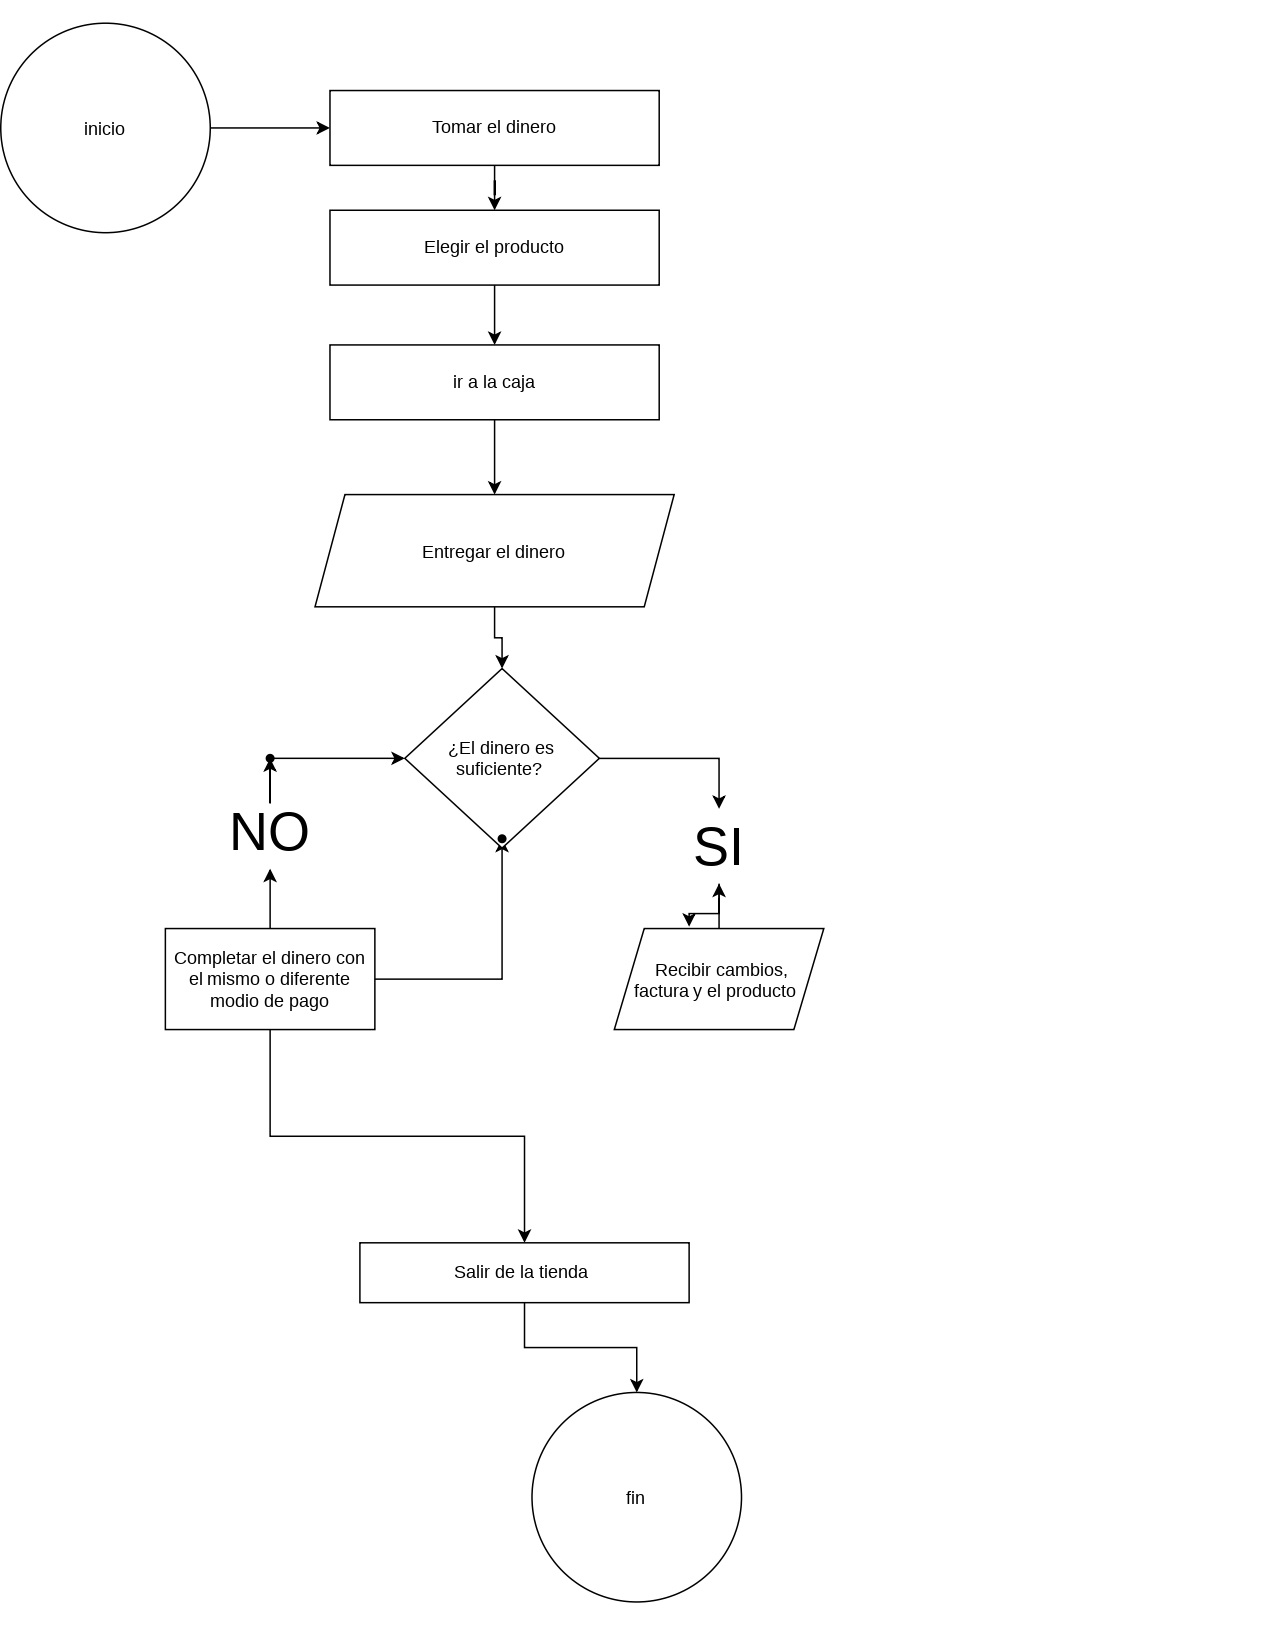 inicio
Tomar el dinero
Elegir el producto
ir a la caja
Entregar el dinero
¿El dinero es
suficiente?
NO
SI
Completar el dinero con
el mismo o diferente
modio de pago
Recibir cambios,
factura y el producto
Salir de la tienda
fin